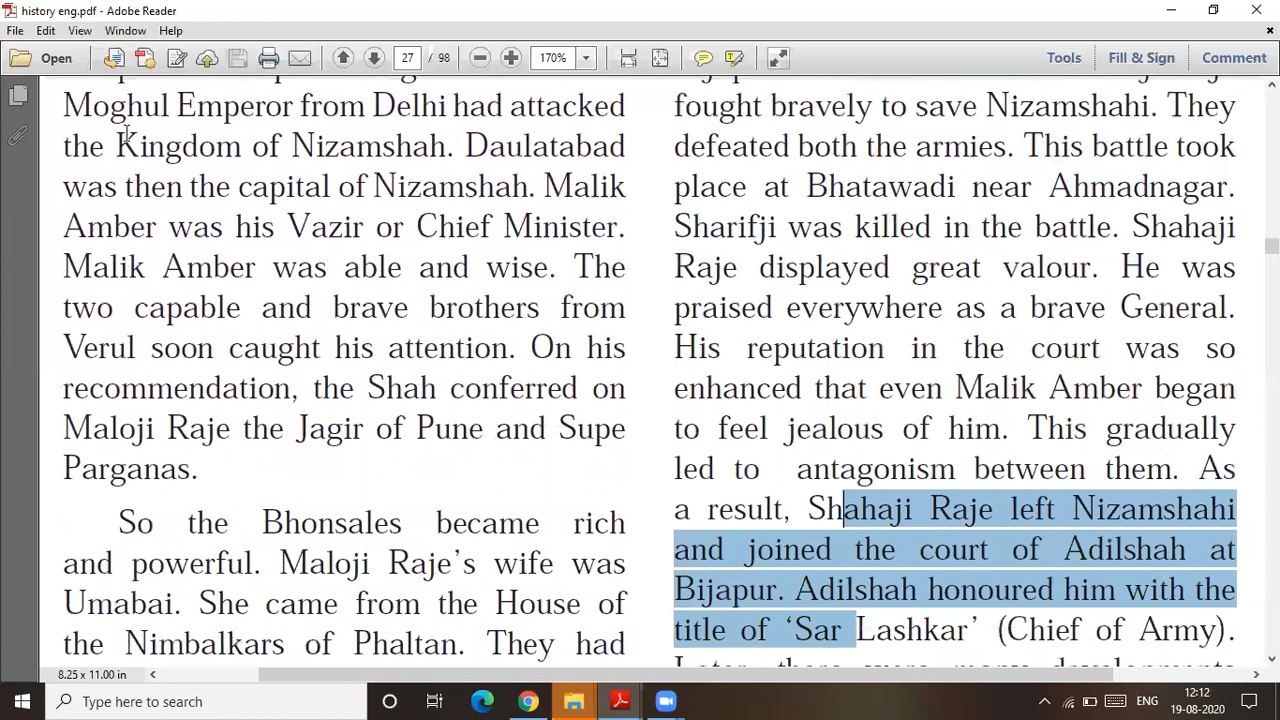 history eng.pdf - Adobe Reader
File Edit View Window Help
Open 27 / 98 170% Tools Fill & Sign Comment
Moghul Emperor from Delhi had attacked
the Kingdom of Nizamshah. Daulatabad
was then the capital of Nizamshah. Malik
Amber was his Vazir or Chief Minister.
Malik Amber was able and wise. The
two capable and brave brothers from
Verul soon caught his attention. On his
recommendation, the Shah conferred on
Maloji Raje the Jagir of Pune and Supe
Parganas.
So the Bhonsales became rich
and powerful. Maloji Raje’s wife was
Umabai. She came from the House of
the Nimbalkars of Phaltan. They had
fought bravely to save Nizamshahi. They
defeated both the armies. This battle took
place at Bhatawadi near Ahmadnagar.
Sharifji was killed in the battle. Shahaji
Raje displayed great valour. He was
praised everywhere as a brave General.
His reputation in the court was so
enhanced that even Malik Amber began
to feel jealous of him. This gradually
led to antagonism between them. As
a result, Shahaji Raje left Nizamshahi
and joined the court of Adilshah at
Bijapur. Adilshah honoured him with the
title of ‘Sar Lashkar’ (Chief of Army).
Later, there were many developments
8.25 x 11.00 in
Type here to search
ENG
12:12
19-08-2020